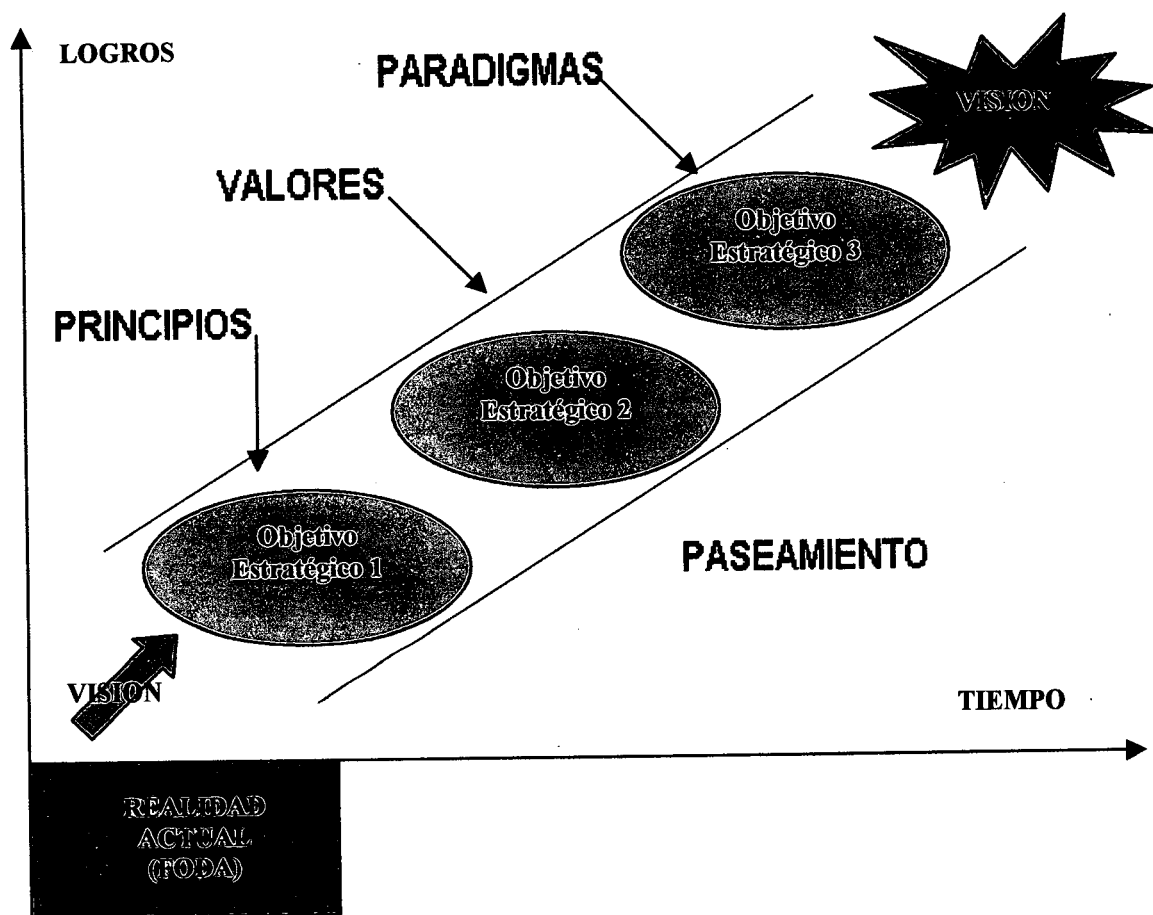 LOGROS
PARADIGMAS
VISION
VALORES
Objetivo
Estratégico 3
PRINCIPIOS
Objetivo
Estratégico 2
Objetivo
Estratégico 1
PASEAMIENTO
VISION
TIEMPO
REALIDAD
ACTUAL
(FODA)